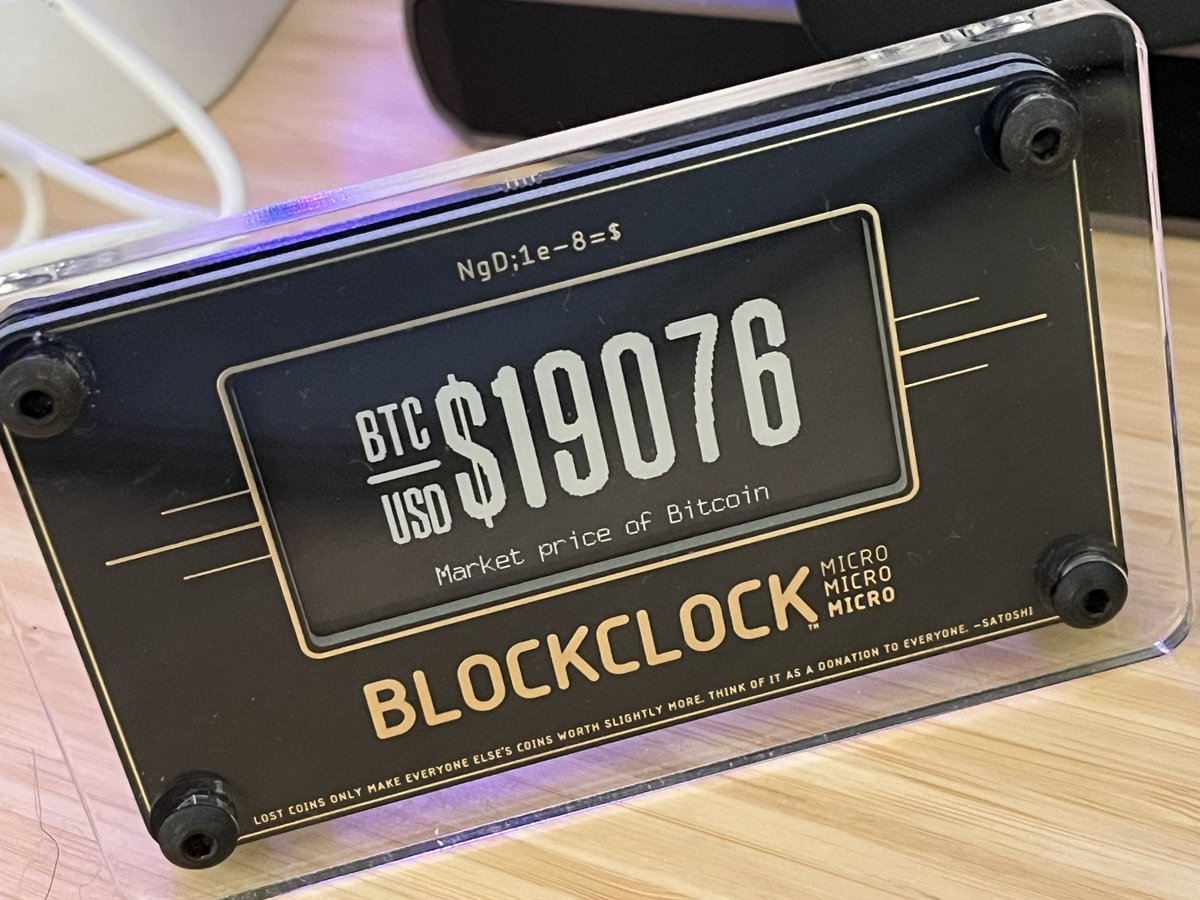 NgD;1e-8=$
BTC
USD
$19076
Market price of Bitcoin
BLOCKCLOCK™
MICRO
MICRO
MICRO
LOST COINS ONLY MAKE EVERYONE ELSE'S COINS WORTH SLIGHTLY MORE. THINK OF IT AS A DONATION TO EVERYONE. -SATOSHI